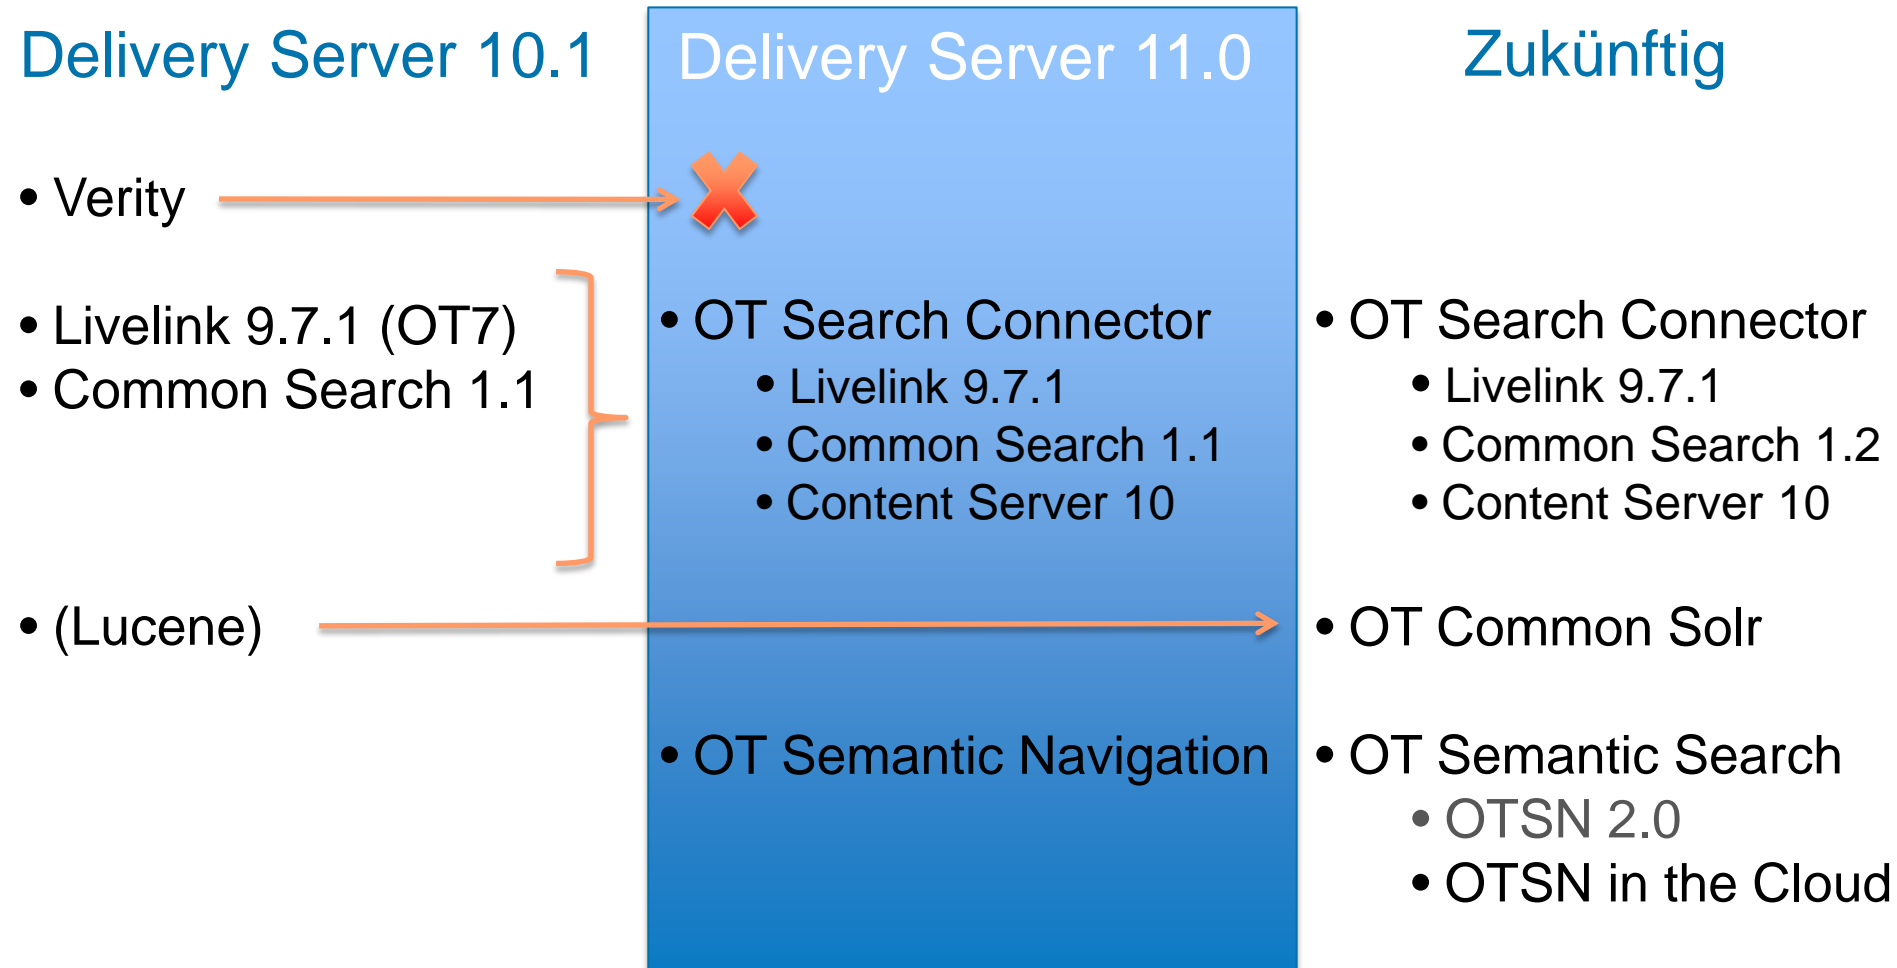 Delivery Server 10.1
• Verity
• Livelink 9.7.1 (OT7)
• Common Search 1.1
• (Lucene)
Delivery Server 11.0
• OT Search Connector
• Livelink 9.7.1
• Common Search 1.1
• Content Server 10
• OT Semantic Navigation
Zukünftig
• OT Search Connector
• Livelink 9.7.1
• Common Search 1.2
• Content Server 10
• OT Common Solr
• OT Semantic Search
• OTSN 2.0
• OTSN in the Cloud